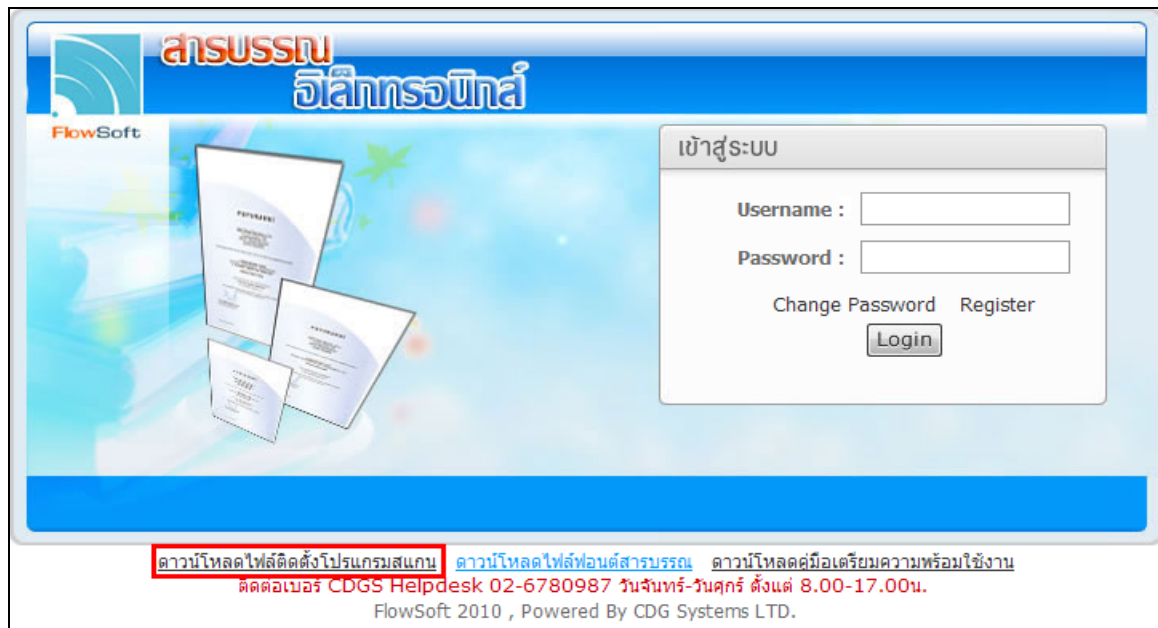 สารบรรณ
อิเล็กทรอนิกส์
FlowSoft
เข้าสู่ระบบ
Username :
Password :
Change Password Register
Login
ดาวน์โหลดไฟล์ติดตั้งโปรแกรมสแกน ดาวน์โหลดไฟล์ฟอนต์สารบรรณ ดาวน์โหลดคู่มือเตรียมความพร้อมใช้งาน
ติดต่อเบอร์ CDGS Helpdesk 02-6780987 วันจันทร์-วันศุกร์ ตั้งแต่ 8.00-17.00น.
FlowSoft 2010 , Powered By CDG Systems LTD.